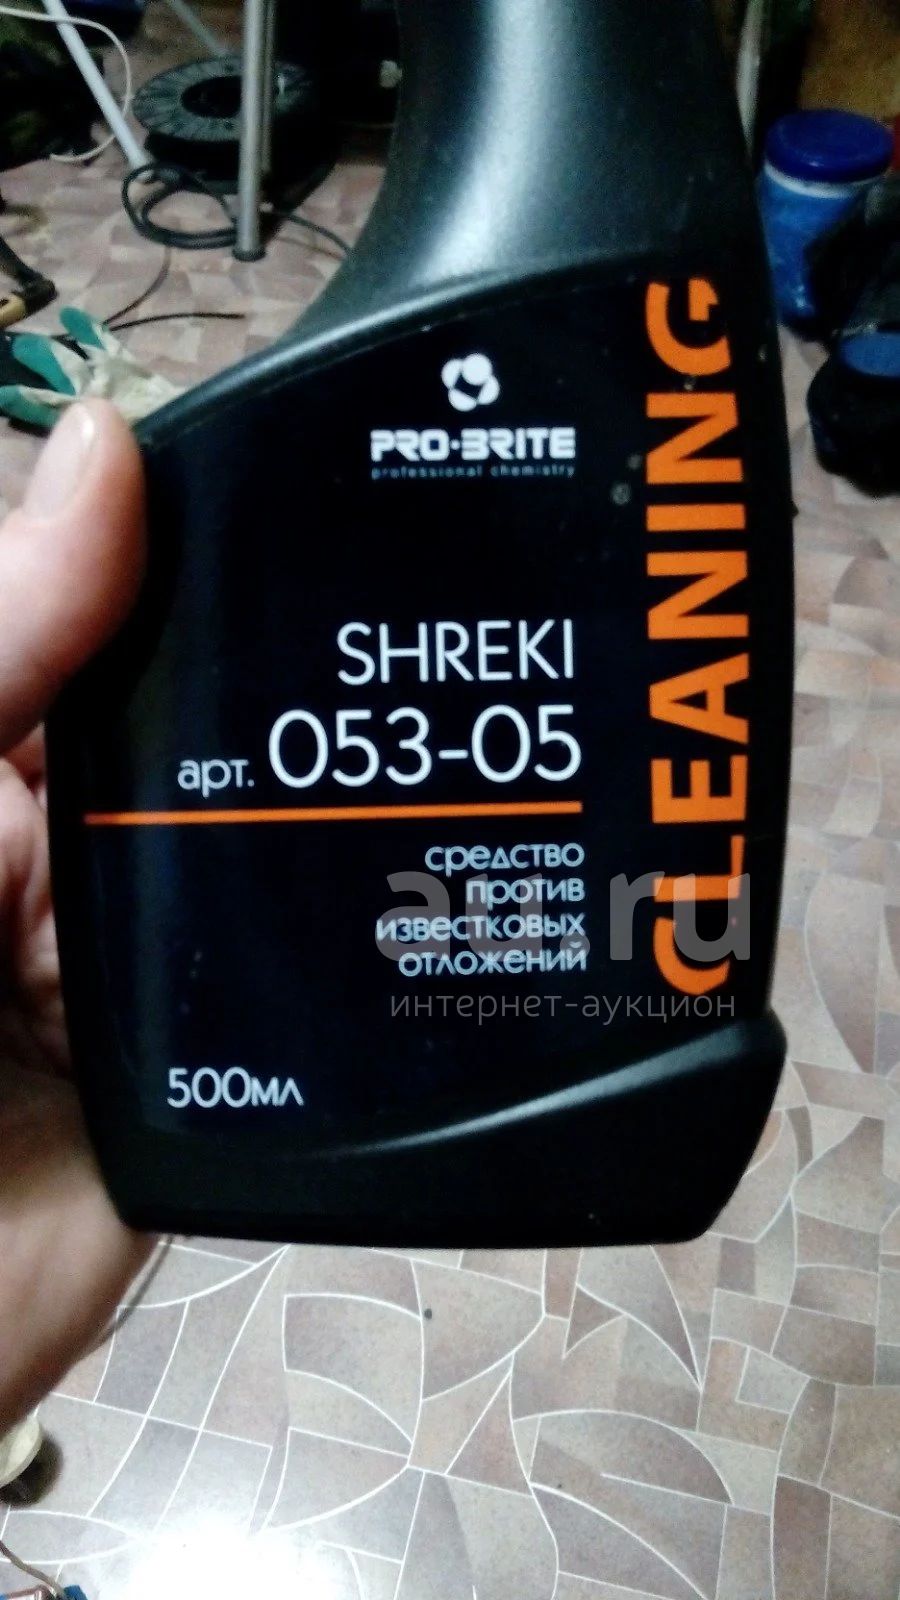 PRO-BRITE
professional chemistry
SHREKI
арт. 053-05
средство
против
известковых
отложений
500мл
CLEANING
au.ru
интернет-аукцион